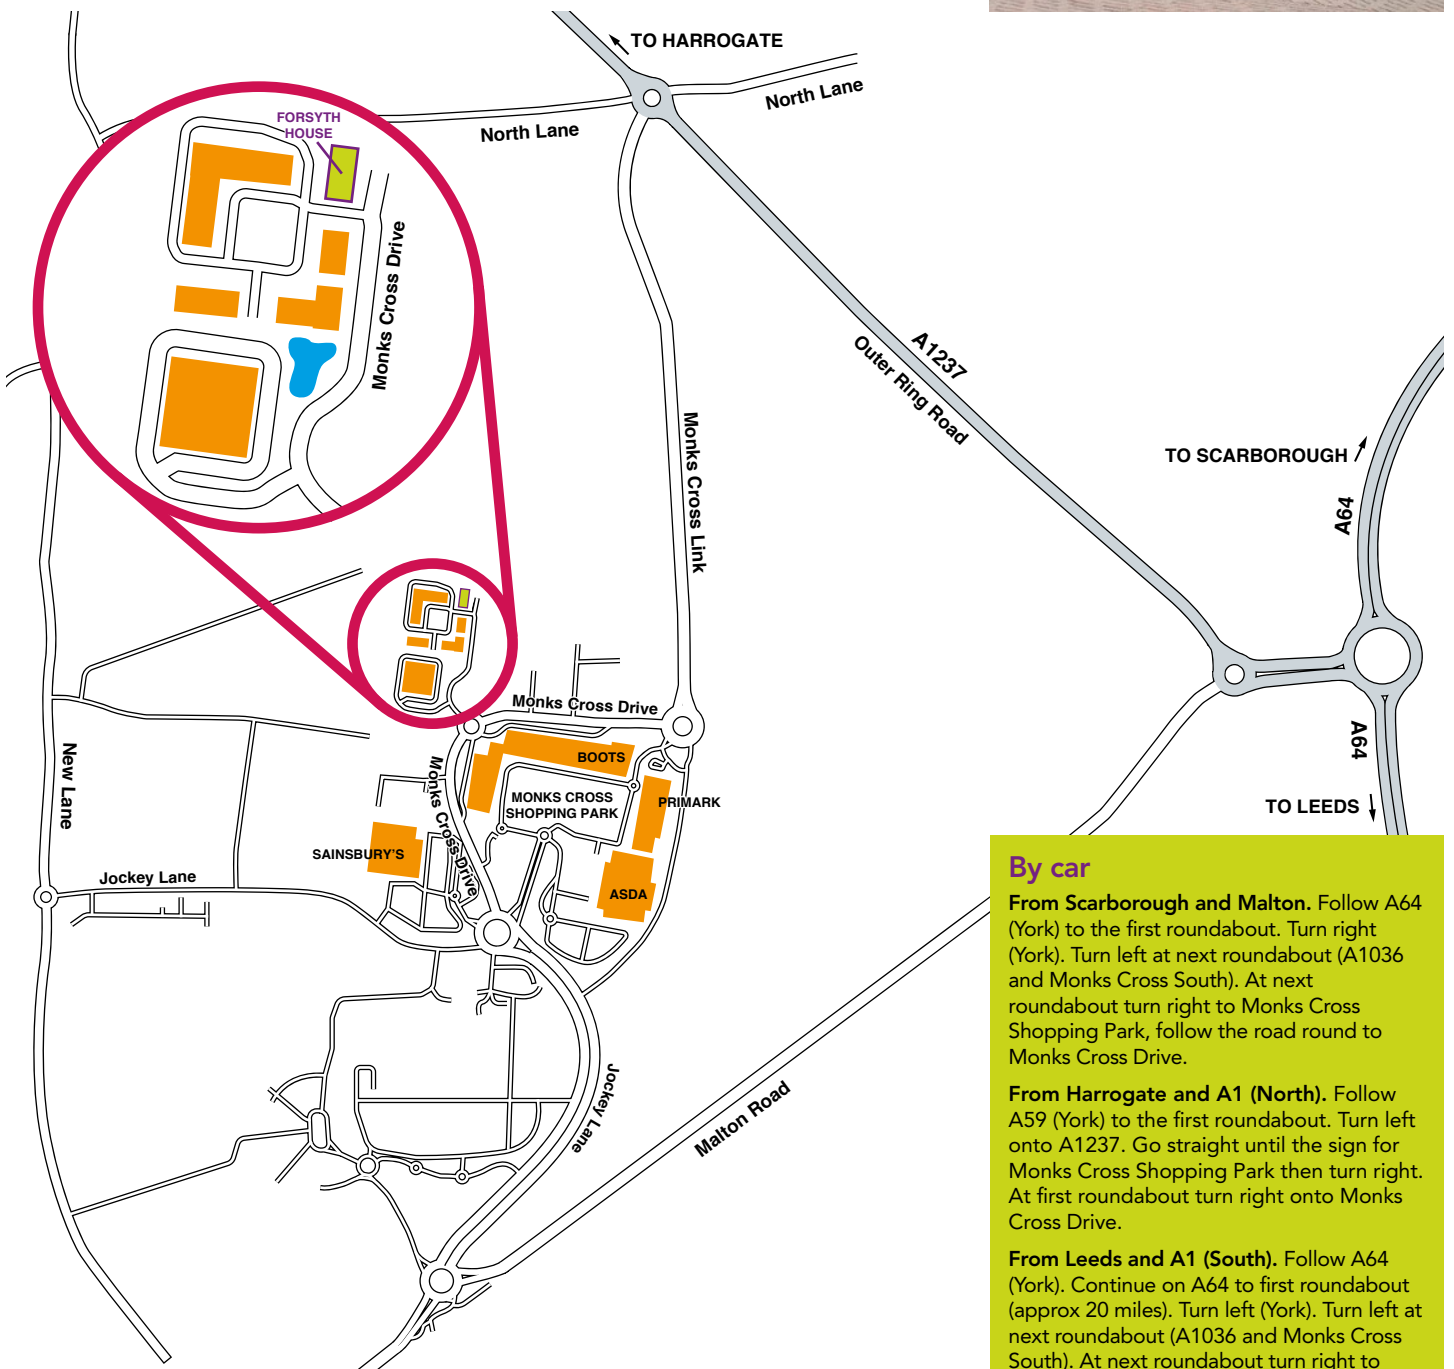 TO HARROGATE
North Lane
North Lane
FORSYTH
HOUSE
Monks Cross Drive
A1237
Outer Ring Road
Monks Cross Link
TO SCARBOROUGH
A64
Monks Cross Drive
A64
New Lane
Monks Cross Drive
BOOTS
MONKS CROSS
SHOPPING PARK
PRIMARK
TO LEEDS
SAINSBURY'S
Jockey Lane
ASDA
Jockey Lane
Malton Road
By car
From Scarborough and Malton. Follow A64
(York) to the first roundabout. Turn right
(York). Turn left at next roundabout (A1036
and Monks Cross South). At next
roundabout turn right to Monks Cross
Shopping Park, follow the road round to
Monks Cross Drive.
From Harrogate and A1 (North). Follow
A59 (York) to the first roundabout. Turn left
onto A1237. Go straight until the sign for
Monks Cross Shopping Park then turn right.
At first roundabout turn right onto Monks
Cross Drive.
From Leeds and A1 (South). Follow A64
(York). Continue on A64 to first roundabout
(approx 20 miles). Turn left (York). Turn left at
next roundabout (A1036 and Monks Cross
South). At next roundabout turn right to